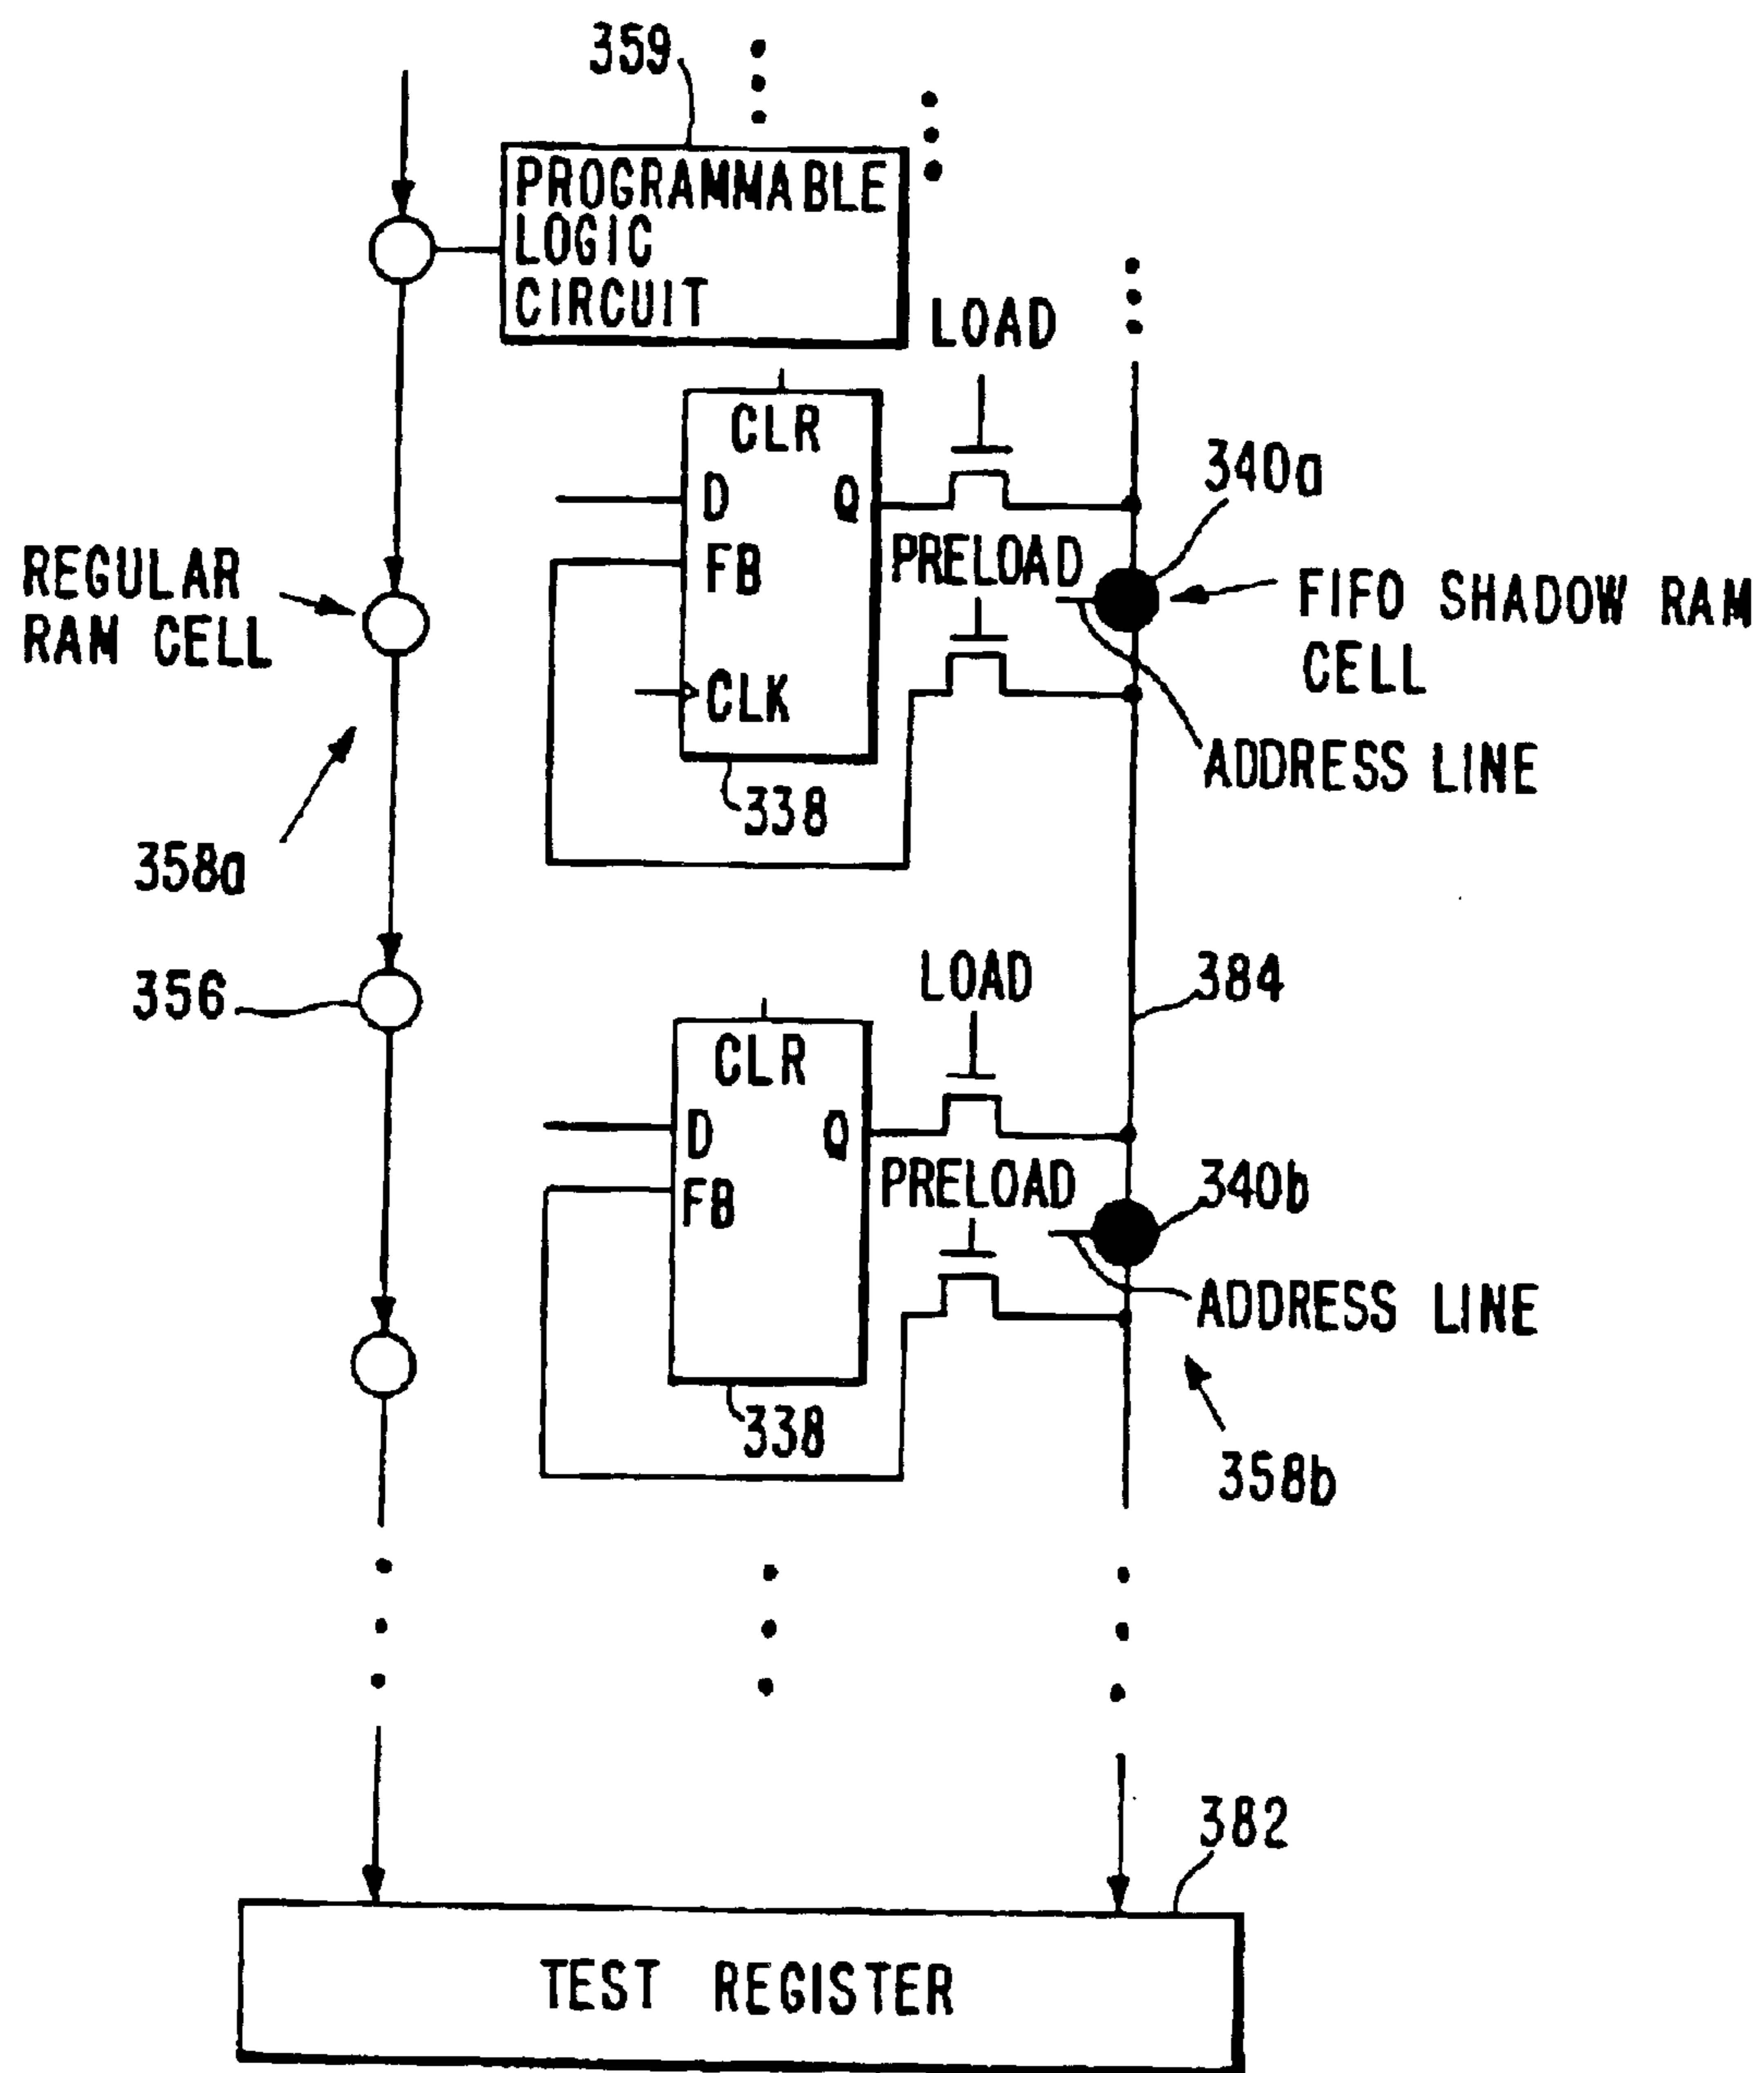 359
PROGRAMMABLE
LOGIC
CIRCUIT
LOAD
CLR
D
Q
FB
CLK
338
PRELOAD
340a
FIFO SHADOW RAM
CELL
ADDRESS LINE
REGULAR
RAM CELL
358a
356
LOAD
384
CLR
D
Q
FB
338
PRELOAD
340b
ADDRESS LINE
358b
382
TEST REGISTER